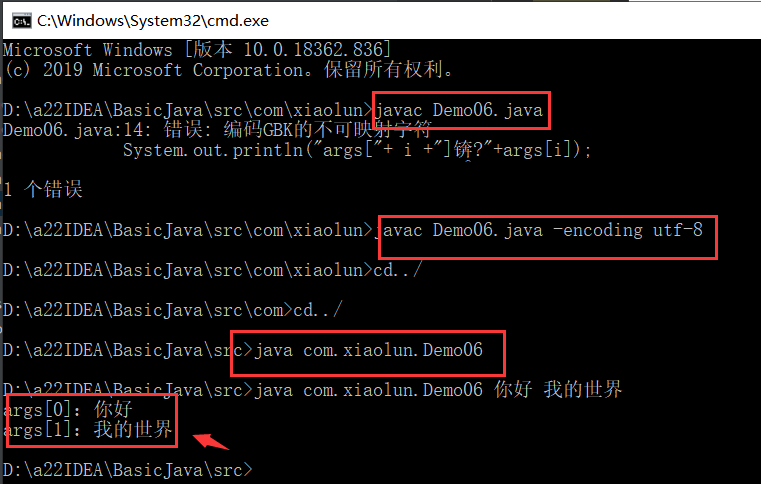 C:\Windows\System32\cmd.exe
Microsoft Windows [版本 10.0.18362.836]
(c) 2019 Microsoft Corporation。保留所有权利。
D:\a22IDEA\BasicJava\src\com\xiaolun>javac Demo06.java
Demo06.java:14: 错误: 编码GBK的不可映射字符
System.out.println("args["+ i +"]锛?"+args[i]);
1 个错误
D:\a22IDEA\BasicJava\src\com\xiaolun>javac Demo06.java -encoding utf-8
D:\a22IDEA\BasicJava\src\com\xiaolun>cd../
D:\a22IDEA\BasicJava\src\com>cd../
D:\a22IDEA\BasicJava\src>java com.xiaolun.Demo06
D:\a22IDEA\BasicJava\src>java com.xiaolun.Demo06 你好 我的世界
args[0]：你好
args[1]：我的世界
D:\a22IDEA\BasicJava\src>